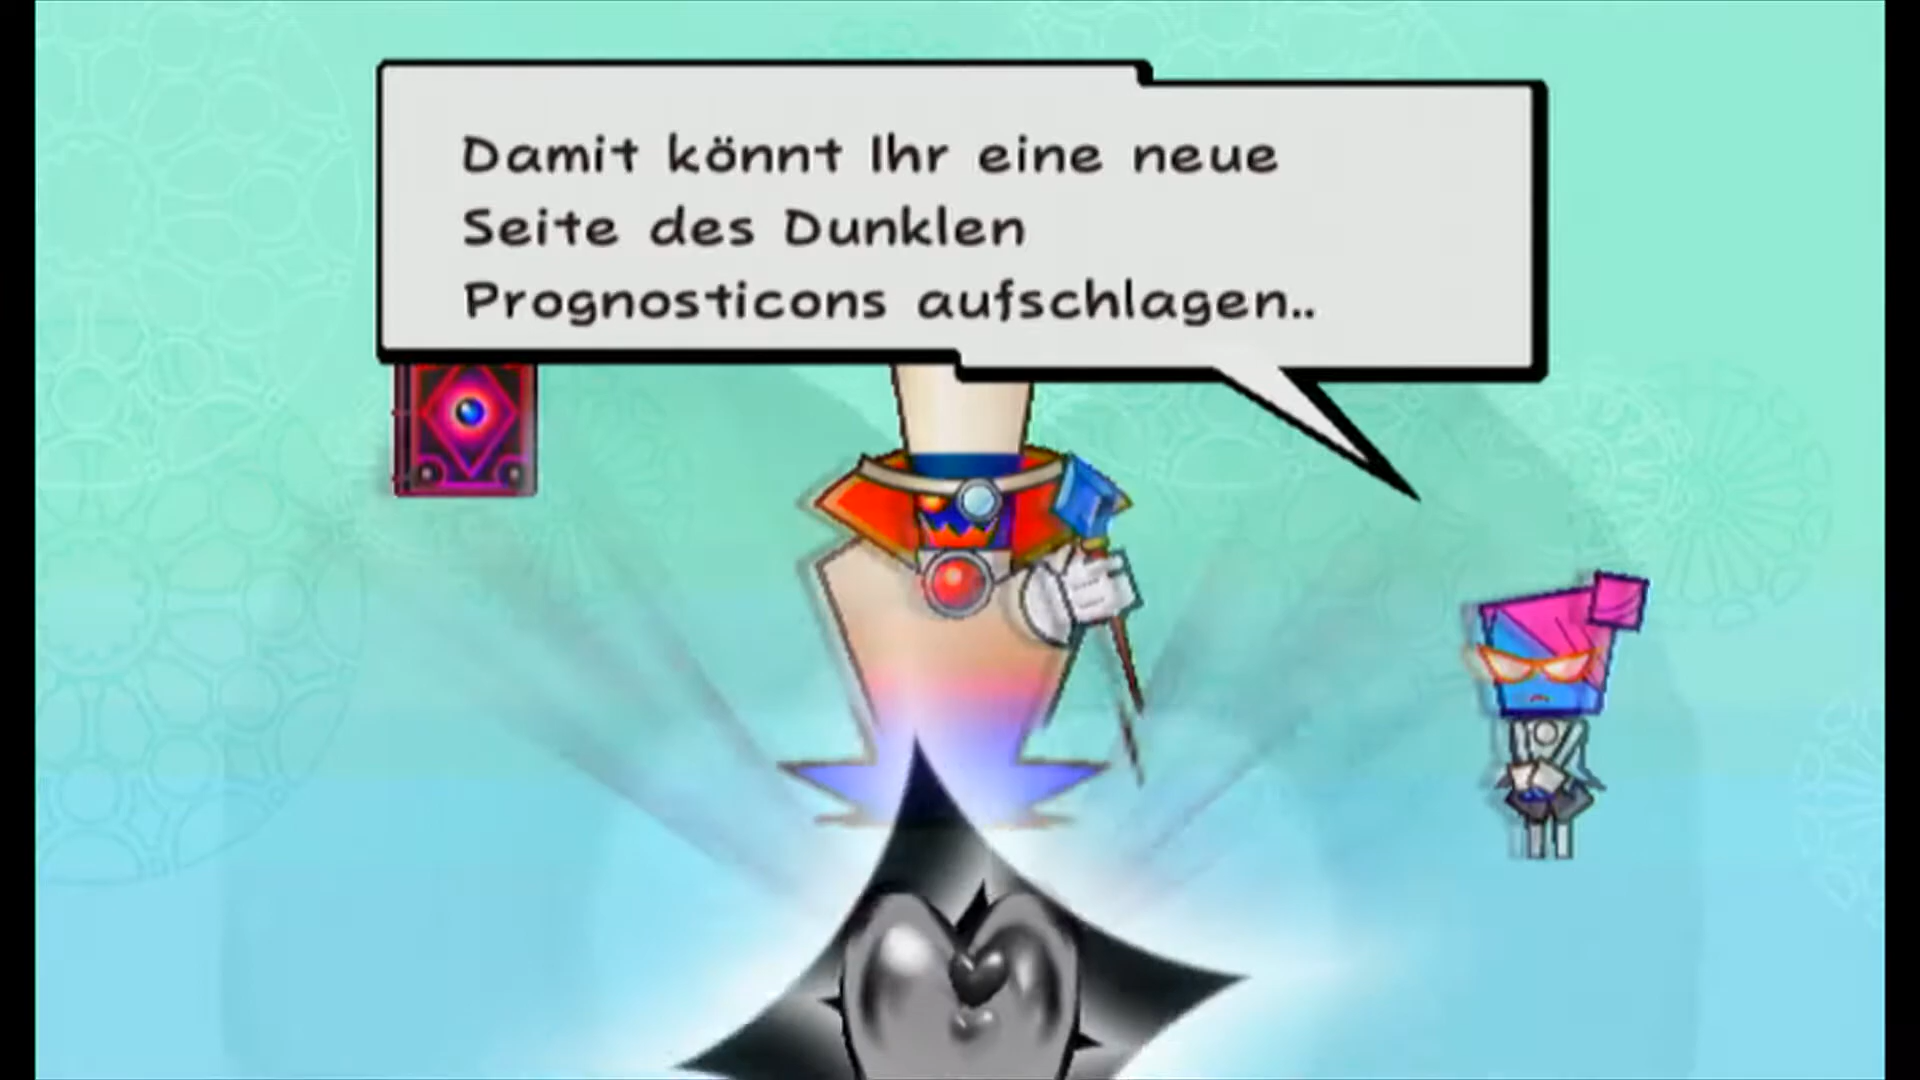 Damit könnt Ihr eine neue
Seite des Dunklen
Prognosticons aufschlagen..